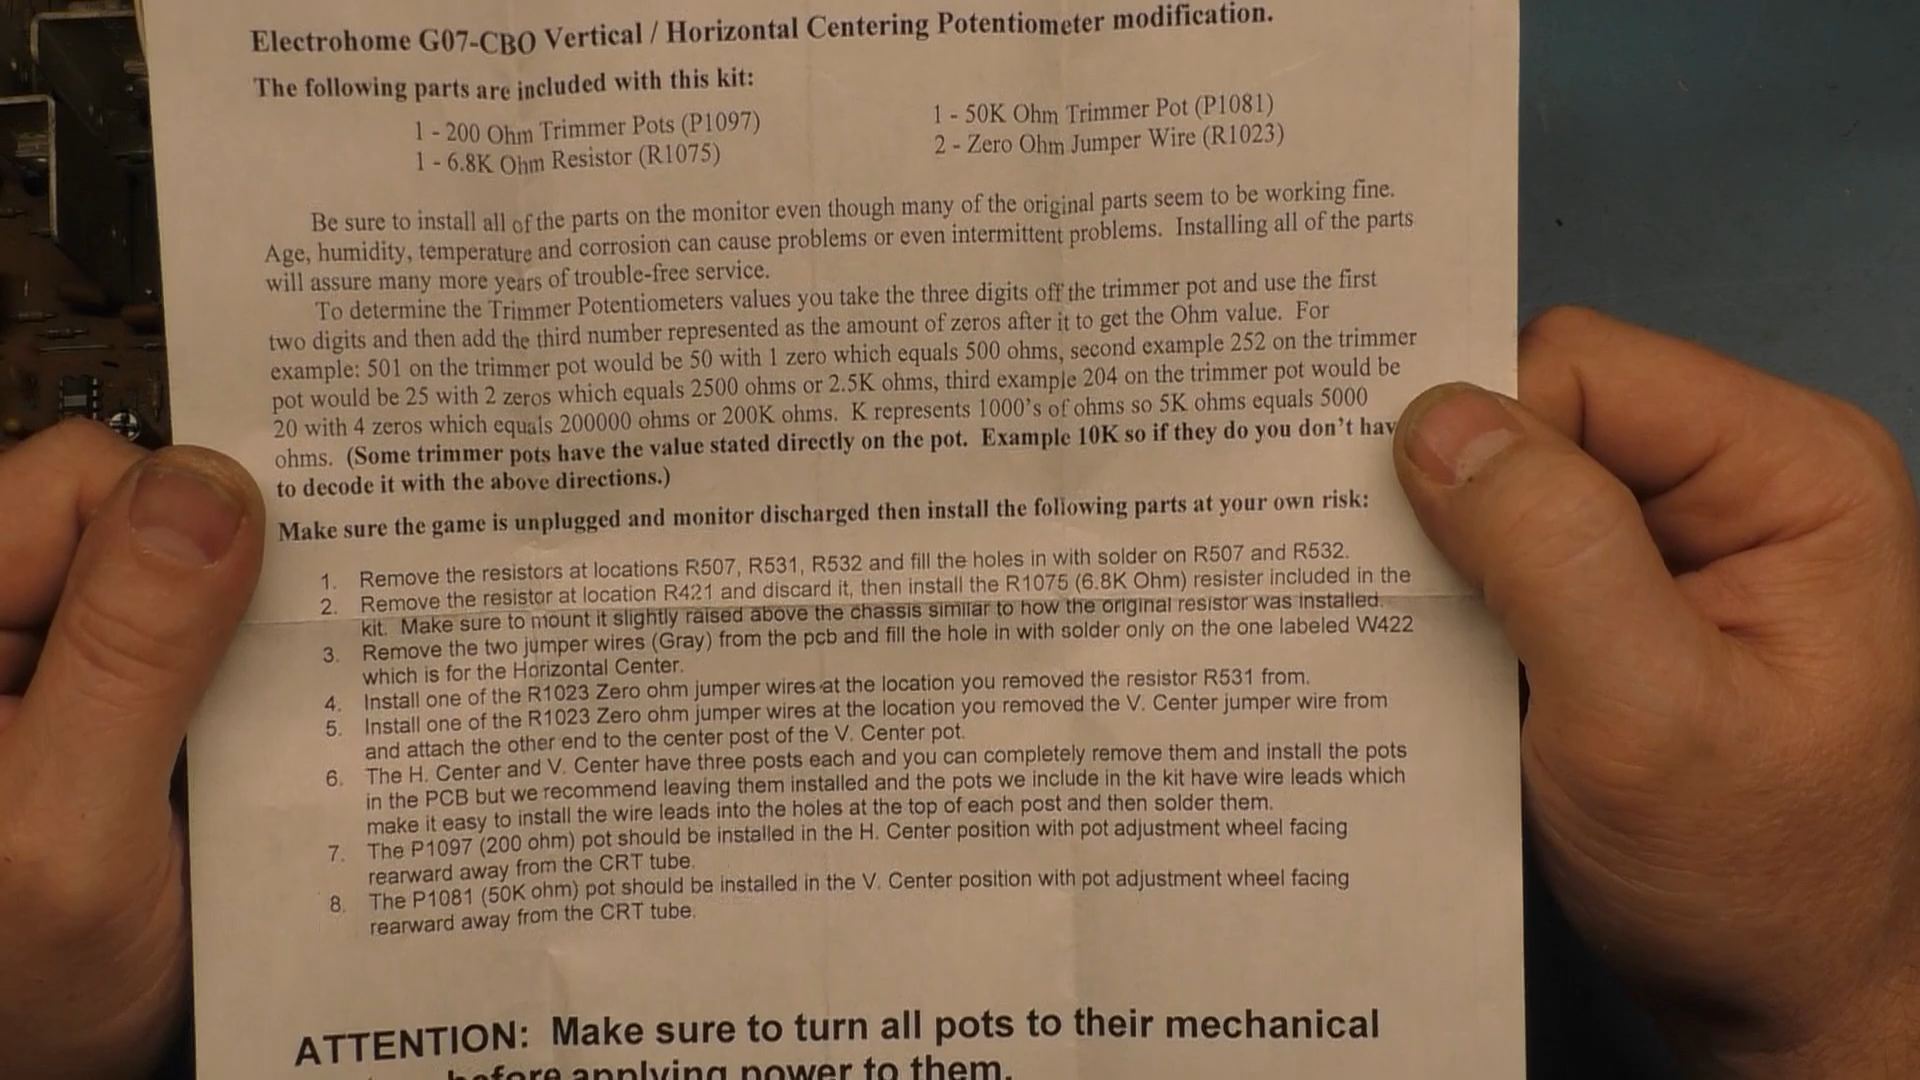 Electrohome G07-CBO Vertical / Horizontal Centering Potentiometer modification.
The following parts are included with this kit:
1 - 200 Ohm Trimmer Pots (P1097)
1 - 6.8K Ohm Resistor (R1075)
1 - 50K Ohm Trimmer Pot (P1081)
2 - Zero Ohm Jumper Wire (R1023)
Be sure to install all of the parts on the monitor even though many of the original parts seem to be working fine.
Age, humidity, temperature and corrosion can cause problems or even intermittent problems. Installing all of the parts
will assure many more years of trouble-free service.
To determine the Trimmer Potentiometers values you take the three digits off the trimmer pot and use the first
two digits and then add the third number represented as the amount of zeros after it to get the Ohm value. For
example: 501 on the trimmer pot would be 50 with 1 zero which equals 500 ohms, second example 252 on the trimmer
pot would be 25 with 2 zeros which equals 2500 ohms or 2.5K ohms, third example 204 on the trimmer pot would be
20 with 4 zeros which equals 200000 ohms or 200K ohms. K represents 1000's of ohms so 5K ohms equals 5000
ohms. (Some trimmer pots have the value stated directly on the pot. Example 10K so if they do you don't hav
to decode it with the above directions.)
Make sure the game is unplugged and monitor discharged then install the following parts at your own risk:
1. Remove the resistors at locations R507, R531, R532 and fill the holes in with solder on R507 and R532.
2. Remove the resistor at location R421 and discard it, then install the R1075 (6.8K Ohm) resister included in the
kit. Make sure to mount it slightly raised above the chassis similar to how the original resistor was installed.
3. Remove the two jumper wires (Gray) from the pcb and fill the hole in with solder only on the one labeled W422
which is for the Horizontal Center.
4. Install one of the R1023 Zero ohm jumper wires at the location you removed the resistor R531 from.
5. Install one of the R1023 Zero ohm jumper wires at the location you removed the V. Center jumper wire from
and attach the other end to the center post of the V. Center pot.
6. The H. Center and V. Center have three posts each and you can completely remove them and install the pots
in the PCB but we recommend leaving them installed and the pots we include in the kit have wire leads which
make it easy to install the wire leads into the holes at the top of each post and then solder them.
7. The P1097 (200 ohm) pot should be installed in the H. Center position with pot adjustment wheel facing
rearward away from the CRT tube.
8. The P1081 (50K ohm) pot should be installed in the V. Center position with pot adjustment wheel facing
rearward away from the CRT tube.
ATTENTION: Make sure to turn all pots to their mechanical
before applying power to them.